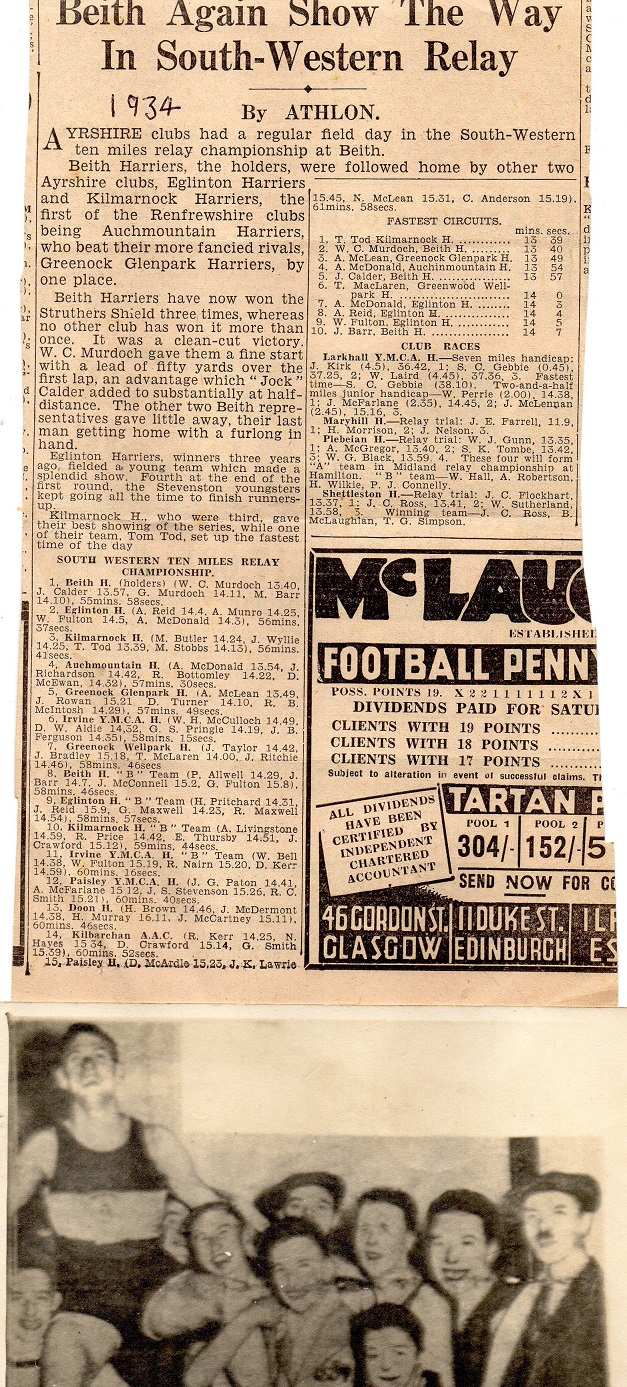 Beith Again Show The Way
In South-Western Relay
1934
By ATHLON.
AYRSHIRE clubs had a regular field day in the South-Western
ten miles relay championship at Beith.
Beith Harriers, the holders, were followed home by other two
Ayrshire clubs, Eglinton Harriers
and Kilmarnock Harriers, the
first of the Renfrewshire clubs
being Auchmountain Harriers,
who beat their more fancied rivals,
Greenock Glenpark Harriers, by
one place.
Beith Harriers have now won the
Struthers Shield three times, whereas
no other club has won it more than
once. It was a clean-cut victory.
W. C. Murdoch gave them a fine start
with a lead of fifty yards over the
first lap, an advantage which "Jock"
Calder added to substantially at half-
distance. The other two Beith repre-
sentatives gave little away, their last
man getting home with a furlong in
hand.
Eglinton Harriers, winners three years
ago, fielded a young team which made a
splendid show. Fourth at the end of the
first round, the Stevenston youngsters
kept going all the time to finish runners-
up.
Kilmarnock H., who were third, gave
their best showing of the series, while one
of their team, Tom Tod, set up the fastest
time of the day
SOUTH WESTERN TEN MILES RELAY
CHAMPIONSHIP.
1, Beith H. (holders) (W. C. Murdoch 13.40,
J. Calder 13.57, G. Murdoch 14.11, M. Barr
14.10), 55mins. 58secs.
2, Eglinton H. (A. Reid 14.4, A. Munro 14.25,
W. Fulton 14.5, A. McDonald 14.3), 56mins.
37secs.
3, Kilmarnock H. (M. Butler 14.24, J. Wyllie
14.25, T. Tod 13.39, M. Stobbs 14.13), 56mins.
41secs.
4, Auchmountain H. (A. McDonald 13.54, J.
Richardson 14.42, R. Bottomley 14.22, D.
McEwan, 14.32), 57mins. 30secs.
5, Greenock Glenpark H. (A. McLean 13.49,
J. Rowan 15.21 D. Turner 14.10, R. B.
McIntosh 14.29), 57mins. 49secs.
6, Irvine Y.M.C.A. H. (W. H. McCulloch 14.49,
D. W. Aldie 14.32, G. S. Pringle 14.19, J. B.
Ferguson 14.35), 58mins. 15secs.
7, Greenock Wellpark H. (J. Taylor 14.42,
J. Bradley 15.18, T. McLaren 14.00, J. Ritchie
14.46) 58mins. 46secs
8, Beith H. "B" Team (P. Allwell 14.29, J.
Barr 14.7, J. McConnell 15.2, G. Fulton 15.8),
58mins. 46secs.
9, Eglinton H. "B" Team (H. Pritchard 14.31,
J. Reid 15.9, G. Maxwell 14.23, R. Maxwell
14.54), 58mins. 57secs.
10, Kilmarnock H. "B" Team (A. Livingstone
14.59, R. Price 14.42, E. Thursby 14.51, J.
Crawford 15.12), 59mins. 44secs.
11, Irvine Y.M.C.A. H. "B" Team (W. Bell
14.38, W. Fulton 15.19, R. Nairn 15.20, D. Kerr
14.59), 60mins. 16secs.
12, Paisley Y.M.C.A. H. (J. G. Paton 14.41,
A. McFarlane 15.12, J. S. Stevenson 15.26, R. C.
Smith 15.21), 60mins. 40secs.
13, Doon H. (H. Brown 14.46, J. McDermont
14.38, H. Murray 16.11, J. McCartney 15.11)
60mins. 46secs.
14, Kilbarchan A.A.C. (R. Kerr 14.25, N.
Hayes 15 34, D. Crawford 15.14, G. Smith
15.39), 60mins. 52secs.
15, Paisley H. (D. McArdle 15.23, J. K. Lawrie
15.45, N. McLean 15.31, C. Anderson 15.19).
61mins. 58secs.
FASTEST CIRCUITS.
mins. secs.
1. T. Tod Kilmarnock H. ............ 13 39
2. W. C. Murdoch, Beith H. ......... 13 40
3. A. McLean, Greenock Glenpark H. 13 49
4. A. McDonald, Auchinmountain H. 13 54
5. J. Calder, Beith H. ............... 13 57
6. T. MacLaren, Greenwood Well-
park H. ........................ 14 0
7. A. McDonald, Eglinton H. ......... 14 3
8. A. Reid, Eglinton H. ............... 14 4
9. W. Fulton, Eglinton H. ............ 14 5
10. J. Barr, Beith H. .................. 14 7
CLUB RACES
Larkhall Y.M.C.A. H.—Seven miles handicap:
J. Kirk (4.5), 36.42, 1; S. C. Gebbie (0.45),
37.25, 2; W. Laird (4.45), 37.36, 3. Fastest
time—S. C. Gebbie (38.10). Two-and-a-half
miles junior handicap—W. Perrie (2.00), 14.38,
1; J. McFarlane (2.35), 14.45, 2; J. McLennan
(2.45), 15.16, 3.
Maryhill H.—Relay trial: J. E. Farrell, 11.9,
1; H. Morrison, 2; J. Nelson, 3.
Plebeian H.—Relay trial: W. J. Gunn, 13.35,
1; A. McGregor, 13.40, 2; S. K. Tombe, 13.42,
3; W. G. Black, 13.59, 4. These four will form
"A" team in Midland relay championship at
Hamilton. "B" team—W. Hall, A. Robertson,
H. Wilkie, P. J. Connelly.
Shettleston H.—Relay trial: J. C. Flockhart,
13.37, 1; J. C. Ross, 13.41, 2; W. Sutherland,
13.58, 3. Winning team—J. C. Ross, B.
McLaughlan, T. G. Simpson.
McLAU
ESTABLISHE
FOOTBALL PENNY
POSS. POINTS 19. X 2 2 1 1 1 1 1 1 2 X 1
DIVIDENDS PAID FOR SATU
CLIENTS WITH 19 POINTS ..........
CLIENTS WITH 18 POINTS ..........
CLIENTS WITH 17 POINTS ..........
Subject to alteration in event of successful claims. Th
ALL DIVIDENDS
HAVE BEEN
CERTIFIED BY
INDEPENDENT
CHARTERED
ACCOUNTANT
TARTAN P
POOL 1 POOL 2 P
304/- 152/- 5
SEND NOW FOR CO
46 GORDON ST. 11 DUKE ST.
GLASGOW EDINBURGH ES